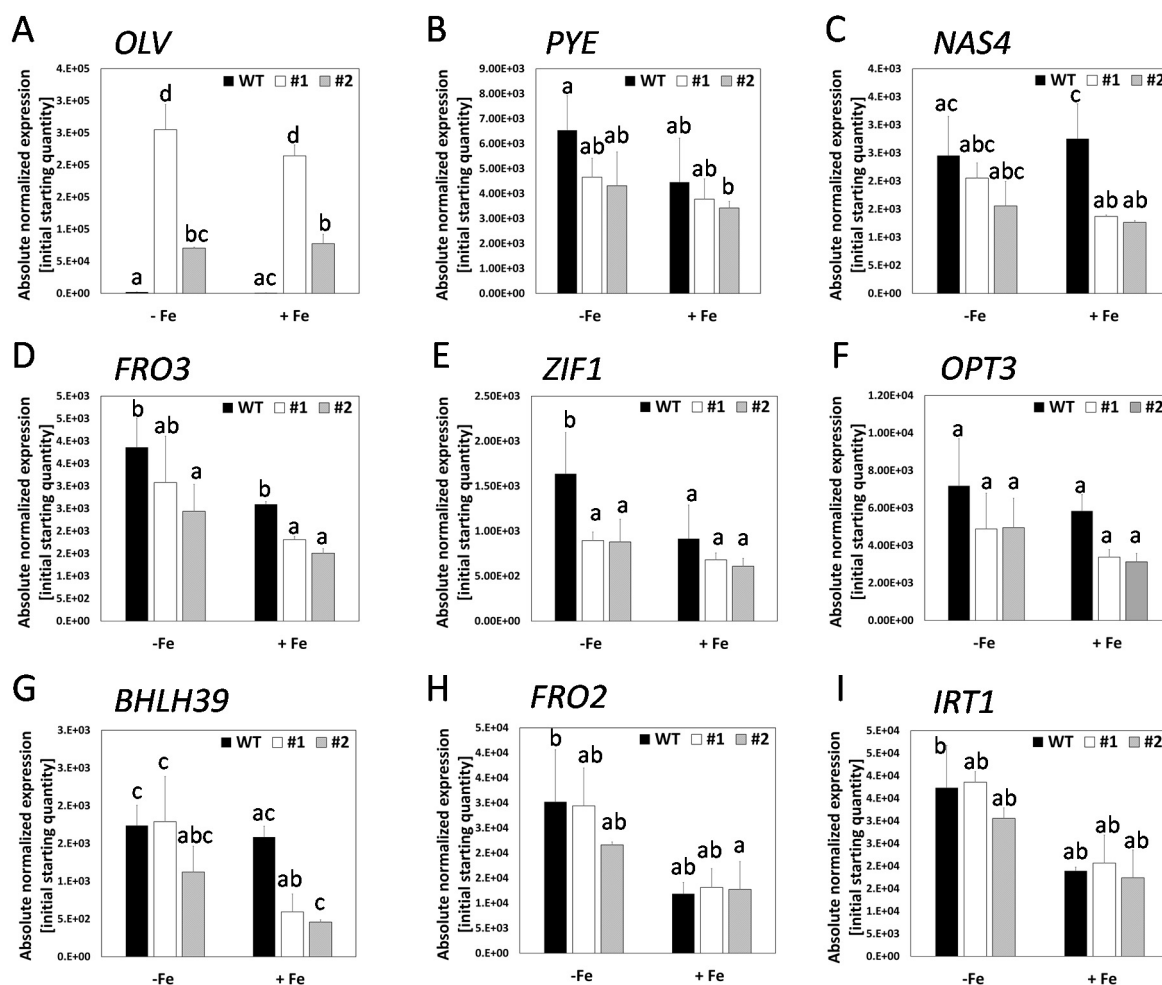 A OLV
Absolute normalized expression
[initial starting quantity]
4.E+05
3.E+05
3.E+05
2.E+05
2.E+05
1.E+05
5.E+04
0.E+00
WT #1 #2
a d bc ac d b
- Fe + Fe
B PYE
Absolute normalized expression
[initial starting quantity]
9.00E+03
8.00E+03
7.00E+03
6.00E+03
5.00E+03
4.00E+03
3.00E+03
2.00E+03
1.00E+03
0.00E+00
WT #1 #2
a ab ab ab ab b
-Fe + Fe
C NAS4
Absolute normalized expression
[initial starting quantity]
4.E+03
4.E+03
3.E+03
3.E+03
2.E+03
2.E+03
1.E+03
5.E+02
0.E+00
WT #1 #2
ac abc abc c ab ab
-Fe + Fe
D FRO3
Absolute normalized expression
[initial starting quantity]
5.E+03
5.E+03
4.E+03
4.E+03
3.E+03
3.E+03
2.E+03
2.E+03
1.E+03
5.E+02
0.E+00
WT #1 #2
b ab a b a a
-Fe + Fe
E ZIF1
Absolute normalized expression
[initial starting quantity]
2.50E+03
2.00E+03
1.50E+03
1.00E+03
5.00E+02
0.00E+00
WT #1 #2
b a a a a a
-Fe + Fe
F OPT3
Absolute normalized expression
[initial starting quantity]
1.20E+04
1.00E+04
8.00E+03
6.00E+03
4.00E+03
2.00E+03
0.00E+00
WT #1 #2
a a a a a a
-Fe + Fe
G BHLH39
Absolute normalized expression
[initial starting quantity]
3.E+03
3.E+03
2.E+03
2.E+03
1.E+03
5.E+02
0.E+00
WT #1 #2
c c abc ac ab c
-Fe + Fe
H FRO2
Absolute normalized expression
[initial starting quantity]
5.E+04
4.E+04
4.E+04
3.E+04
3.E+04
2.E+04
2.E+04
1.E+04
5.E+03
0.E+00
WT #1 #2
b ab ab ab ab a
-Fe + Fe
I IRT1
Absolute normalized expression
[initial starting quantity]
5.E+04
5.E+04
4.E+04
4.E+04
3.E+04
3.E+04
2.E+04
2.E+04
1.E+04
5.E+03
0.E+00
WT #1 #2
b ab ab ab ab ab
-Fe + Fe